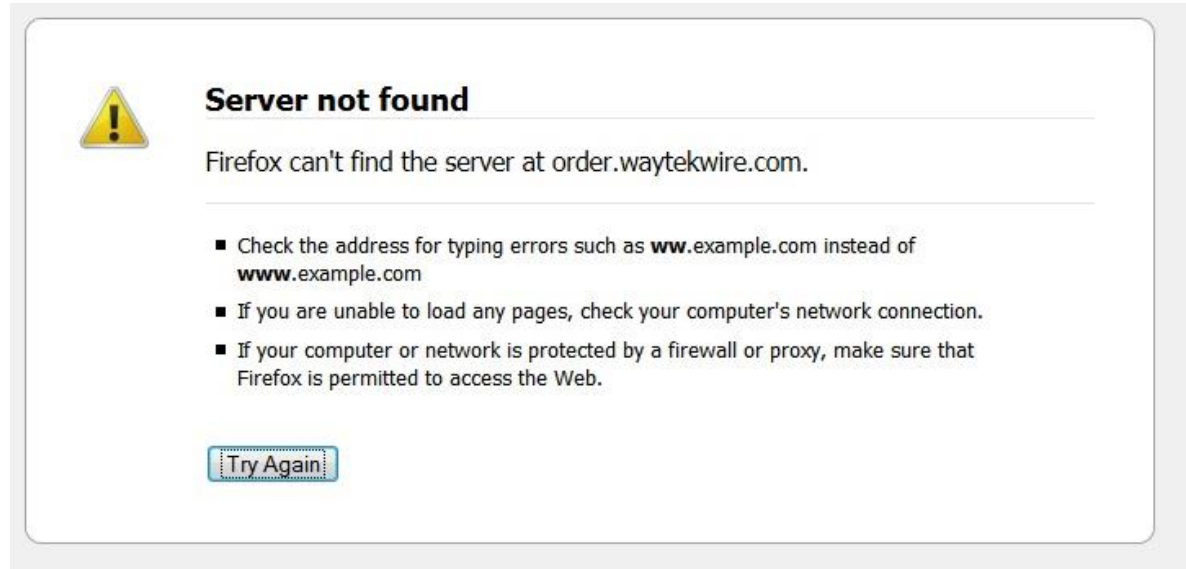 Server not found
Firefox can't find the server at order.waytekwire.com.
Check the address for typing errors such as ww.example.com instead of
www.example.com
If you are unable to load any pages, check your computer's network connection.
If your computer or network is protected by a firewall or proxy, make sure that
Firefox is permitted to access the Web.
Try Again